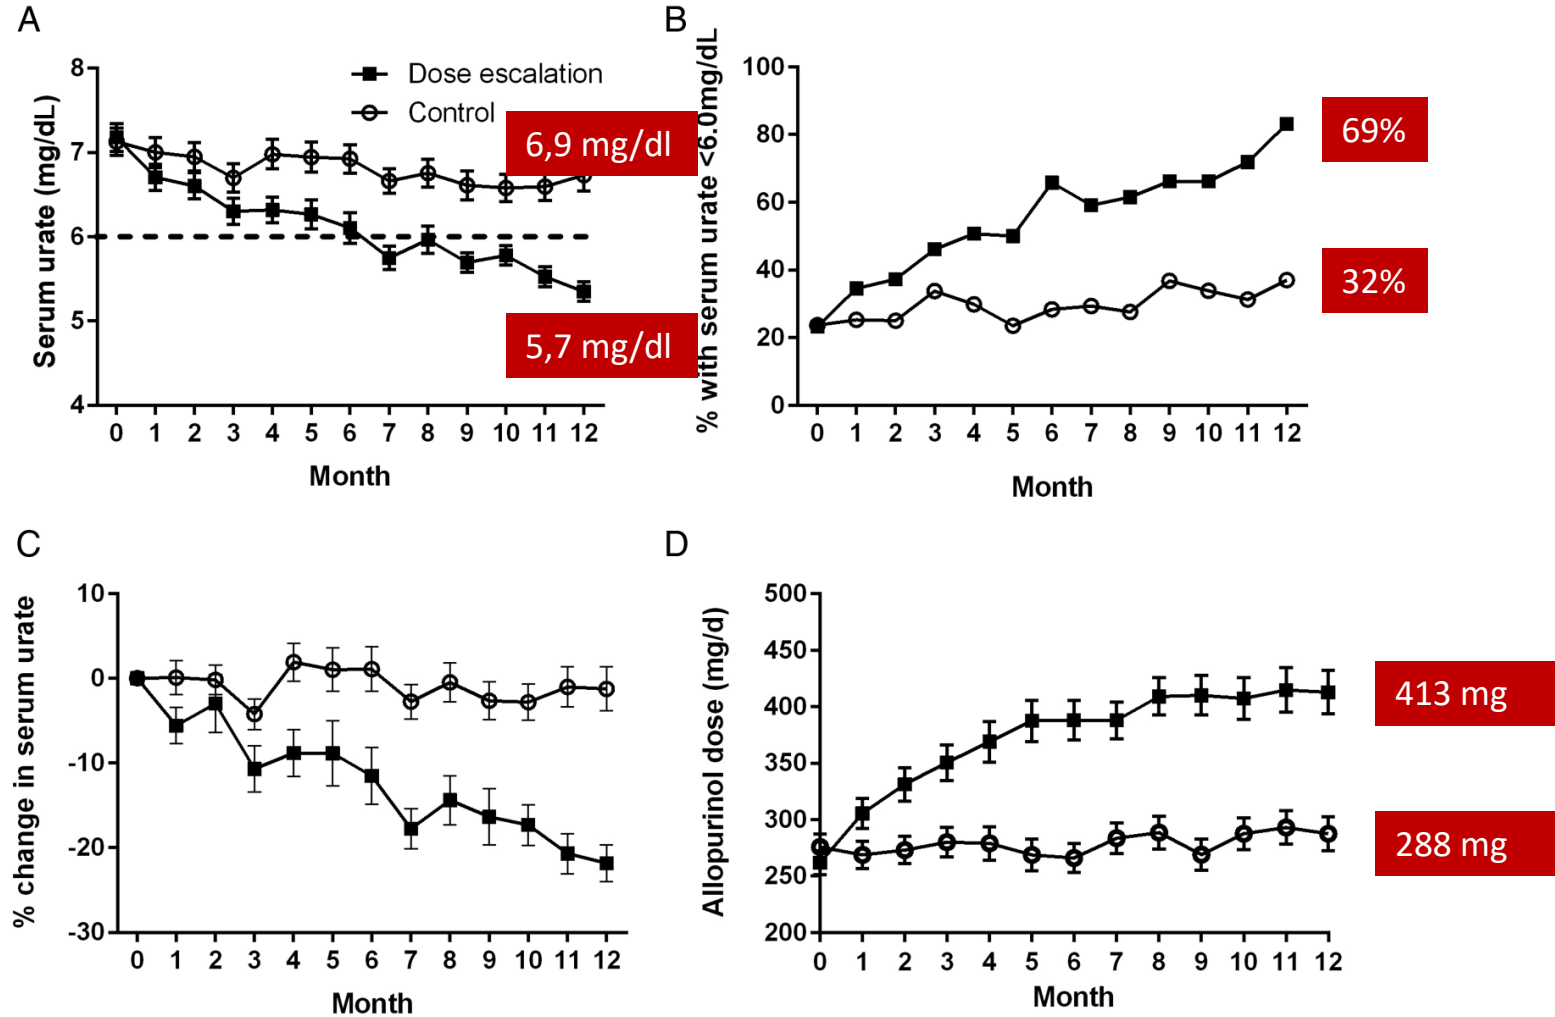 A
Serum urate (mg/dL)
8
7
6
5
4
0 1 2 3 4 5 6 7 8 9 10 11 12
Month
Dose escalation
Control
6,9 mg/dl
5,7 mg/dl
B
% with serum urate <6.0mg/dL
100
80
60
40
20
0
0 1 2 3 4 5 6 7 8 9 10 11 12
Month
69%
32%
C
% change in serum urate
10
0
-10
-20
-30
0 1 2 3 4 5 6 7 8 9 10 11 12
Month
D
Allopurinol dose (mg/d)
500
450
400
350
300
250
200
0 1 2 3 4 5 6 7 8 9 10 11 12
Month
413 mg
288 mg